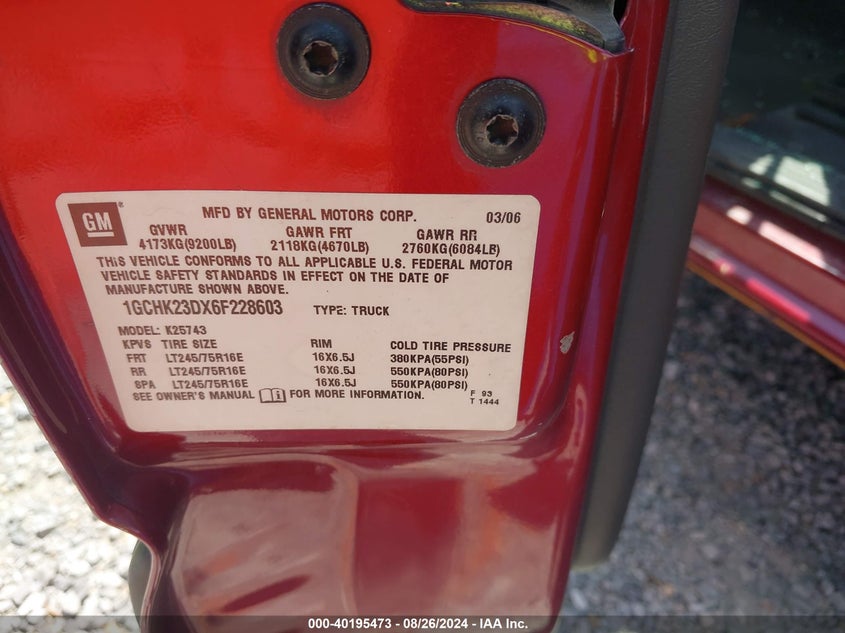 GM ®
MFD BY GENERAL MOTORS CORP. 03/06
GVWR GAWR FRT GAWR RR
4173KG(9200LB) 2118KG(4670LB) 2760KG(6084LB)
THIS VEHICLE CONFORMS TO ALL APPLICABLE U.S. FEDERAL MOTOR
VEHICLE SAFETY STANDARDS IN EFFECT ON THE DATE OF
MANUFACTURE SHOWN ABOVE.
1GCHK23DX6F228603 TYPE: TRUCK
MODEL: K25743
KPVS TIRE SIZE RIM COLD TIRE PRESSURE
FRT LT245/75R16E 16X6.5J 380KPA(55PSI)
RR LT245/75R16E 16X6.5J 550KPA(80PSI)
SPA LT245/75R16E 16X6.5J 550KPA(80PSI)
SEE OWNER'S MANUAL FOR MORE INFORMATION. F 93
T 1444
000-40195473 - 08/26/2024 - IAA Inc.